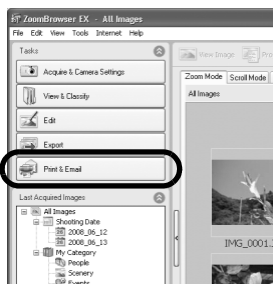 ZoomBrowser EX - All Images
File Edit View Tools Internet Help
Tasks
View Image
Acquire & Camera Settings
Zoom Mode Scroll Mode
View & Classify
All Images
Edit
Export
Print & Email
Last Acquired Images
All Images
Shooting Date
2008_06_12
2008_06_13
My Category
IMG_0001.
People
Scenery
Events